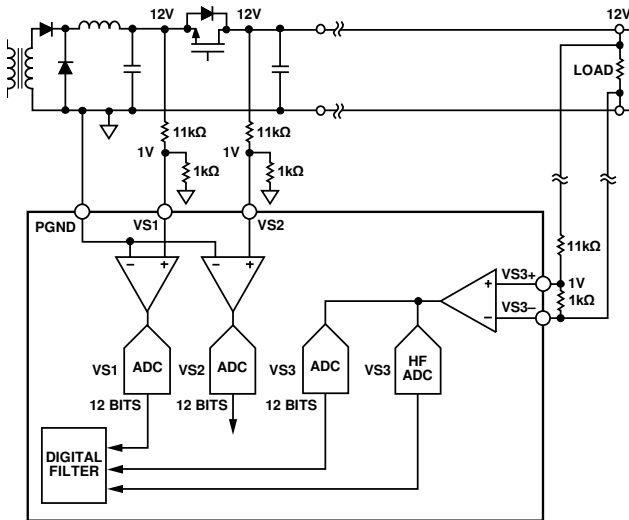 12V
12V
12V
LOAD
11kΩ
11kΩ
1V
1kΩ
1V
1kΩ
PGND
VS1
VS2
11kΩ
VS3+
1V
1kΩ
VS3–
–
+
–
+
+
–
VS1
ADC
VS2
ADC
VS3
ADC
VS3
HF
ADC
12 BITS
12 BITS
12 BITS
DIGITAL
FILTER